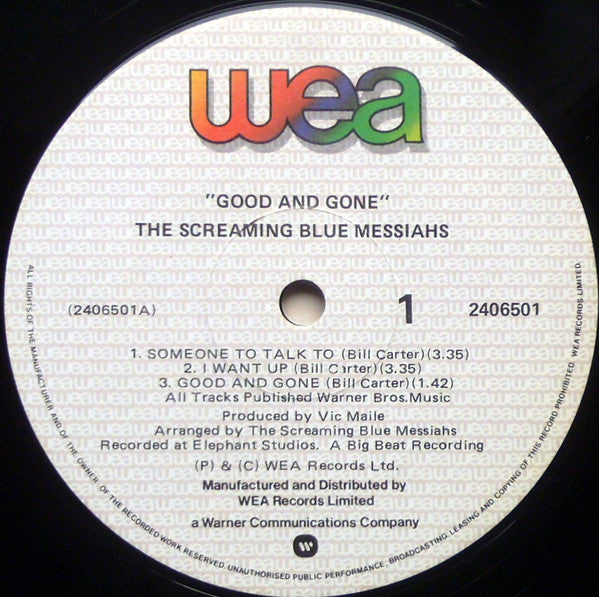 wea
"GOOD AND GONE"
THE SCREAMING BLUE MESSIAHS
(2406501A)
1
2406501
1. SOMEONE TO TALK TO (Bill Carter)(3.35)
2. I WANT UP (Bill Carter)(3.35)
3. GOOD AND GONE (Bill Carter)(1.42)
All Tracks Published Warner Bros.Music
Produced by Vic Maile
Arranged by The Screaming Blue Messiahs
Recorded at Elephant Studios. A Big Beat Recording
(P) & (C) WEA Records Ltd.
Manufactured and Distributed by
WEA Records Limited
a Warner Communications Company
ALL RIGHTS OF THE MANUFACTURER AND OF THE OWNER OF THE RECORDED WORK RESERVED. UNAUTHORISED PUBLIC PERFORMANCE, BROADCASTING, LEASING AND COPYING OF THIS RECORD PROHIBITED. WEA RECORDS LIMITED.